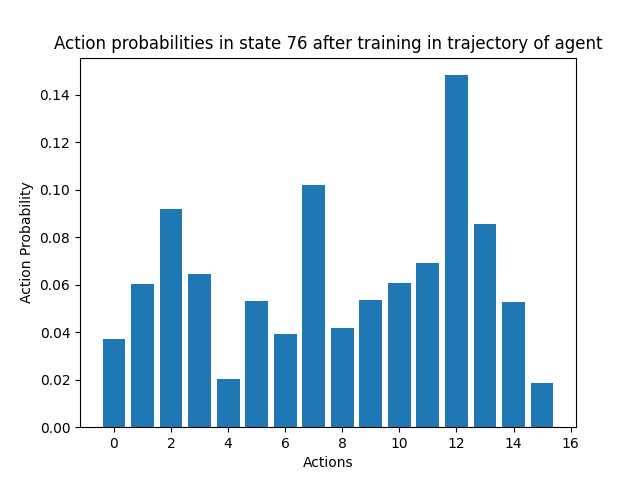 Action probabilities in state 76 after training in trajectory of agent
0.14
0.12
0.10
0.08
0.06
0.04
0.02
0.00
Action Probability
0 2 4 6 8 10 12 14 16
Actions